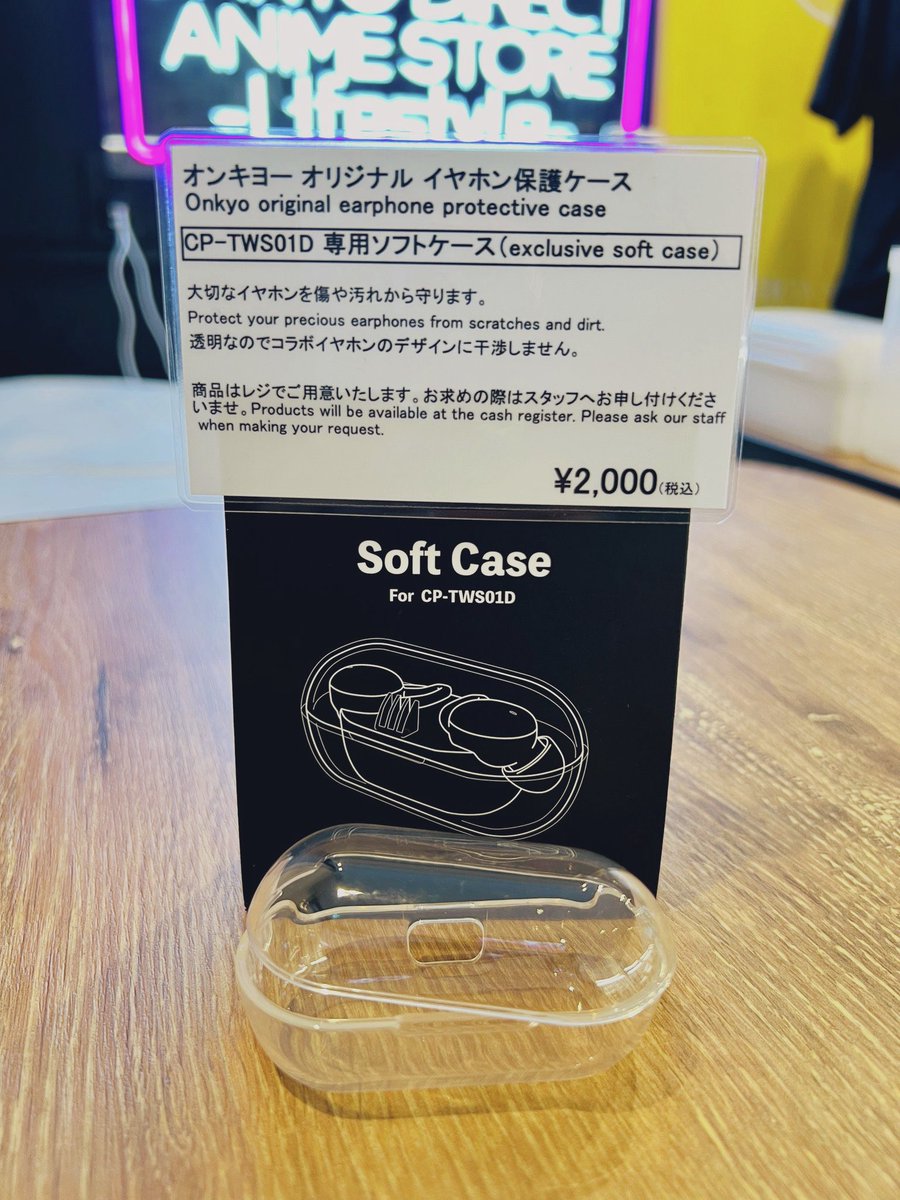 DIRECT
ANIME STORE
-Lifestyle-
オンキヨー オリジナル イヤホン保護ケース
Onkyo original earphone protective case
CP-TWS01D 専用ソフトケース(exclusive soft case)
大切なイヤホンを傷や汚れから守ります。
Protect your precious earphones from scratches and dirt.
透明なのでコラボイヤホンのデザインに干渉しません。
商品はレジでご用意いたします。お求めの際はスタッフへお申し付けくださ
いませ。Products will be available at the cash register. Please ask our staff
when making your request.
¥2,000(税込)
Soft Case
For CP-TWS01D